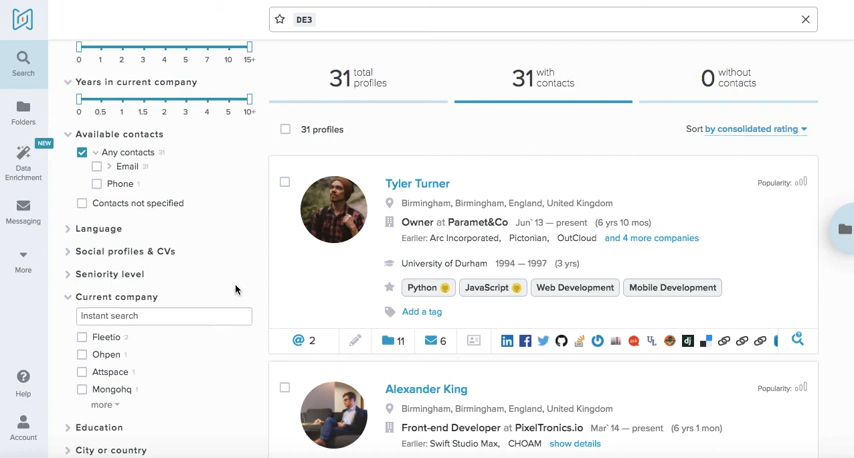 DE3
Search
Folders
NEW
Data
Enrichment
Messaging
More
Help
Account
0 1 2 3 4 5 6 7 10 15+
Years in current company
0 0.5 1 1.5 2 3 4 5 10+
Available contacts
Any contacts 31
Email 31
Phone 1
Contacts not specified
Language
Social profiles & CVs
Seniority level
Current company
Instant search
Fleetio 2
Ohpen 1
Attspace 1
Mongohq 1
more
Education
City or country
31 total profiles
31 with contacts
0 without contacts
31 profiles
Sort by consolidated rating
Tyler Turner
Popularity:
Birmingham, Birmingham, England, United Kingdom
Owner at Paramet&Co Jun`13 — present (6 yrs 10 mos)
Earlier: Arc Incorporated, Pictonian, OutCloud and 4 more companies
University of Durham 1994 — 1997 (3 yrs)
Python JavaScript Web Development Mobile Development
Add a tag
2 11 6
Alexander King
Popularity:
Birmingham, Birmingham, England, United Kingdom
Front-end Developer at PixelTronics.io Mar`14 — present (6 yrs 1 mon)
Earlier: Swift Studio Max, CHOAM show details